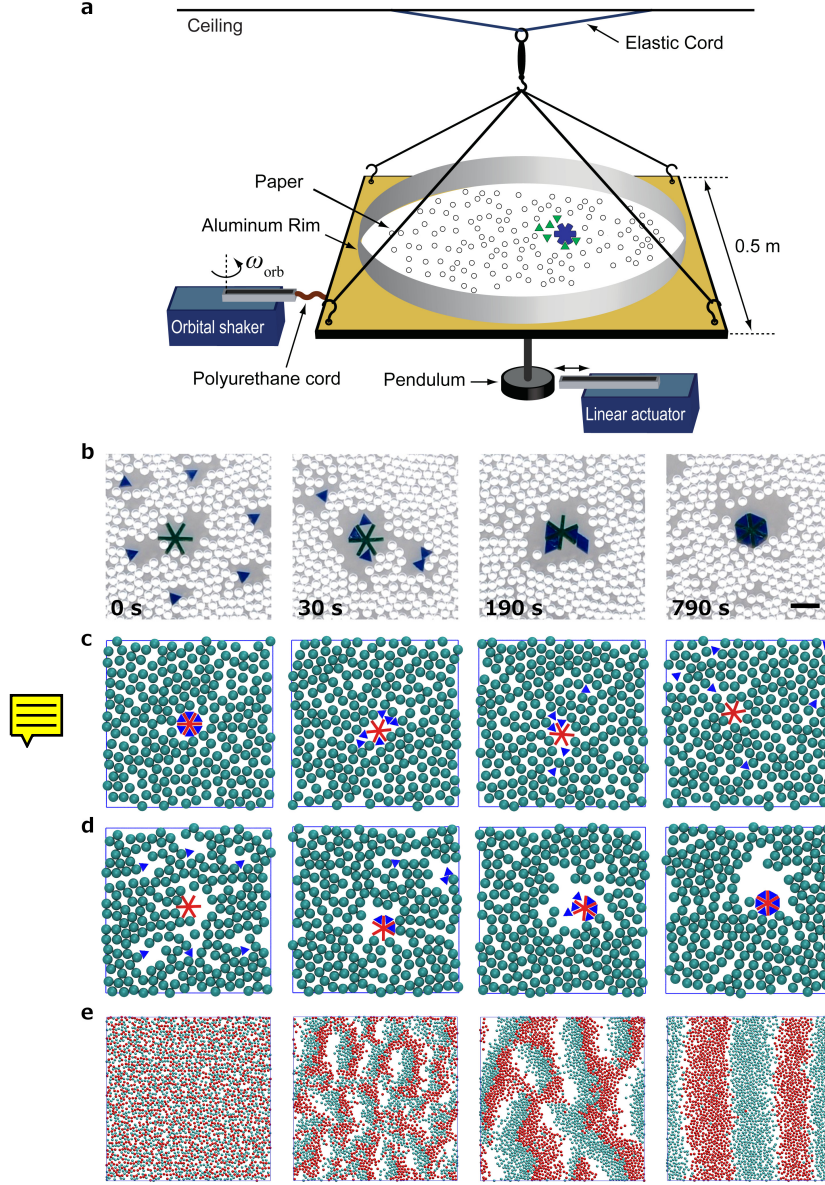 a
Ceiling
Elastic Cord
Paper
Aluminum Rim
0.5 m
ωorb
Orbital shaker
Polyurethane cord
Pendulum
Linear actuator
b
0 s
30 s
190 s
790 s
c
d
e